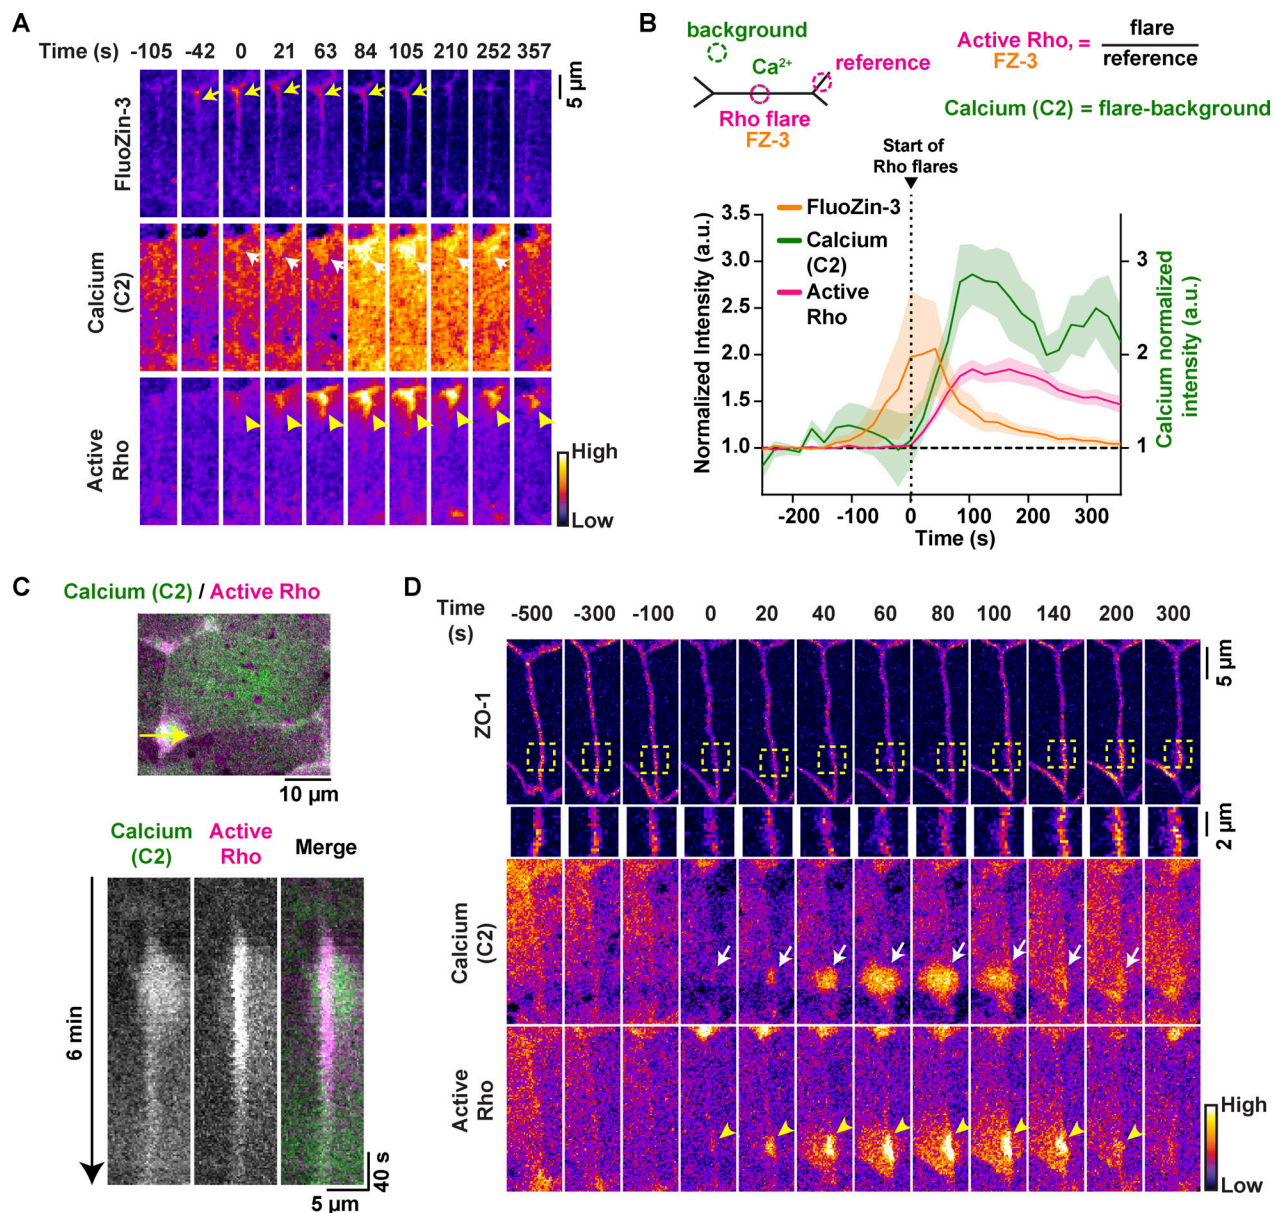 A
Time (s) -105 -42 0 21 63 84 105 210 252 357
FluoZin-3
5 µm
Calcium
(C2)
Active
Rho
High
Low
B
background
Ca²⁺
reference
Rho flare
FZ-3
Active Rho, = flare
FZ-3 reference
Calcium (C2) = flare-background
Start of
Rho flares
FluoZin-3
Calcium
(C2)
Active
Rho
Normalized Intensity (a.u.)
3.5
3.0
2.5
2.0
1.5
1.0
3
2
1
Calcium normalized
intensity (a.u.)
-200 -100 0 100 200 300
Time (s)
C
Calcium (C2) / Active Rho
10 µm
Calcium
(C2)
Active
Rho
Merge
6 min
40 s
5 µm
D
Time
(s)
-500 -300 -100 0 20 40 60 80 100 140 200 300
ZO-1
5 µm
2 µm
Calcium
(C2)
Active
Rho
High
Low